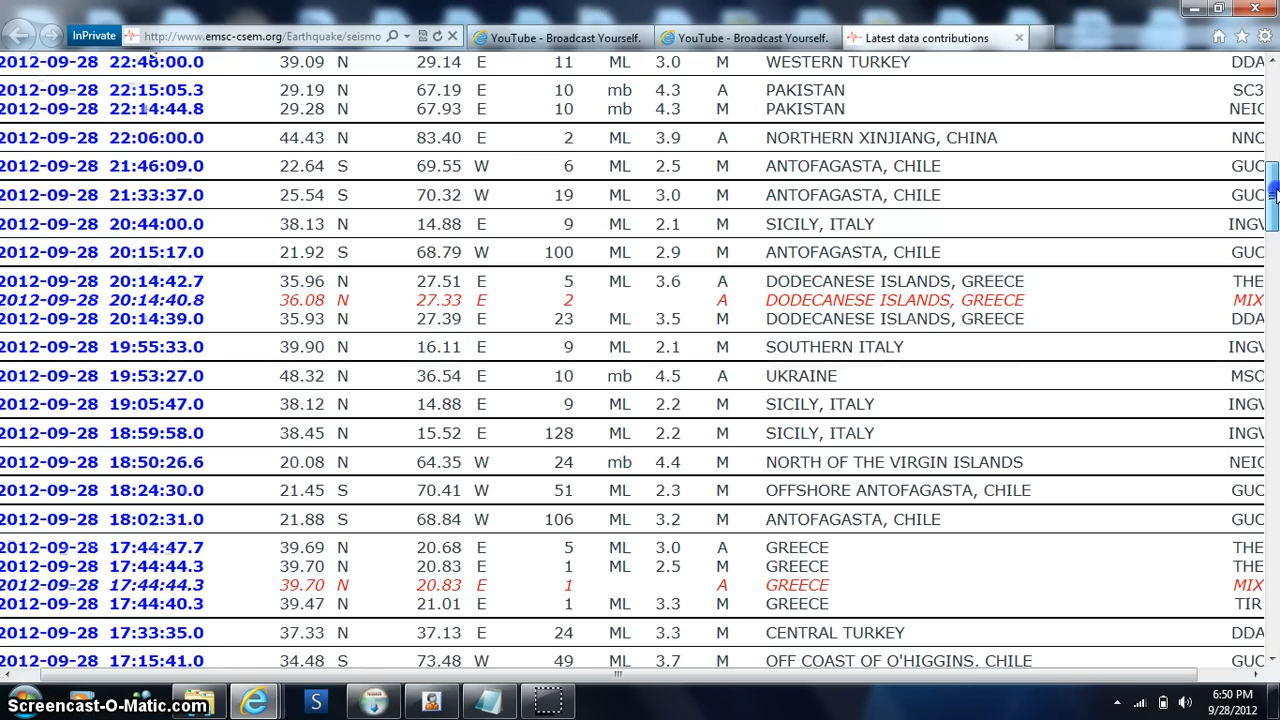 InPrivate http://www.emsc-csem.org/Earthquake/seismo YouTube - Broadcast Yourself. YouTube - Broadcast Yourself. Latest data contributions
2012-09-28 22:46:00.0 39.09 N 29.14 E 11 ML 3.0 M WESTERN TURKEY DDA
2012-09-28 22:15:05.3 29.19 N 67.19 E 10 mb 4.3 A PAKISTAN SC3
2012-09-28 22:14:44.8 29.28 N 67.93 E 10 mb 4.3 M PAKISTAN NEIC
2012-09-28 22:06:00.0 44.43 N 83.40 E 2 ML 3.9 A NORTHERN XINJIANG, CHINA NNC
2012-09-28 21:46:09.0 22.64 S 69.55 W 6 ML 2.5 M ANTOFAGASTA, CHILE GUC
2012-09-28 21:33:37.0 25.54 S 70.32 W 19 ML 3.0 M ANTOFAGASTA, CHILE GUC
2012-09-28 20:44:00.0 38.13 N 14.88 E 9 ML 2.1 M SICILY, ITALY INGV
2012-09-28 20:15:17.0 21.92 S 68.79 W 100 ML 2.9 M ANTOFAGASTA, CHILE GUC
2012-09-28 20:14:42.7 35.96 N 27.51 E 5 ML 3.6 A DODECANESE ISLANDS, GREECE THE
2012-09-28 20:14:40.8 36.08 N 27.33 E 2 A DODECANESE ISLANDS, GREECE MIX
2012-09-28 20:14:39.0 35.93 N 27.39 E 23 ML 3.5 M DODECANESE ISLANDS, GREECE DDA
2012-09-28 19:55:33.0 39.90 N 16.11 E 9 ML 2.1 M SOUTHERN ITALY INGV
2012-09-28 19:53:27.0 48.32 N 36.54 E 10 mb 4.5 A UKRAINE MSO
2012-09-28 19:05:47.0 38.12 N 14.88 E 9 ML 2.2 M SICILY, ITALY INGV
2012-09-28 18:59:58.0 38.45 N 15.52 E 128 ML 2.2 M SICILY, ITALY INGV
2012-09-28 18:50:26.6 20.08 N 64.35 W 24 mb 4.4 M NORTH OF THE VIRGIN ISLANDS NEIC
2012-09-28 18:24:30.0 21.45 S 70.41 W 51 ML 2.3 M OFFSHORE ANTOFAGASTA, CHILE GUC
2012-09-28 18:02:31.0 21.88 S 68.84 W 106 ML 3.2 M ANTOFAGASTA, CHILE GUC
2012-09-28 17:44:47.7 39.69 N 20.68 E 5 ML 3.0 A GREECE THE
2012-09-28 17:44:44.3 39.70 N 20.83 E 1 ML 2.5 M GREECE THE
2012-09-28 17:44:44.3 39.70 N 20.83 E 1 A GREECE MIX
2012-09-28 17:44:40.3 39.47 N 21.01 E 1 ML 3.3 M GREECE TIR
2012-09-28 17:33:35.0 37.33 N 37.13 E 24 ML 3.3 M CENTRAL TURKEY DDA
2012-09-28 17:15:41.0 34.48 S 73.48 W 49 ML 3.7 M OFF COAST OF O'HIGGINS, CHILE GUC
S 6:50 PM
Screencast-O-Matic.com 9/28/2012